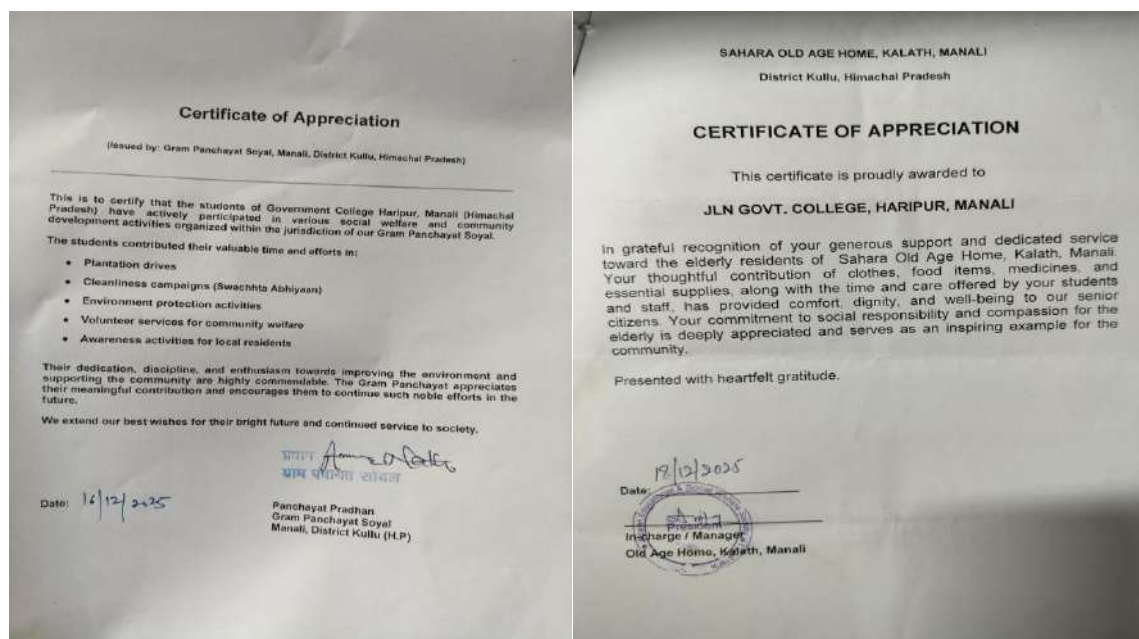 Certificate of Appreciation
(Issued by: Gram Panchayat Soyal, Manali, District Kullu, Himachal Pradesh)
This is to certify that the students of Government College Haripur, Manali (Himachal
Pradesh) have actively participated in various social welfare and community
development activities organized within the jurisdiction of our Gram Panchayat Soyal.
The students contributed their valuable time and efforts in:
• Plantation drives
• Cleanliness campaigns (Swachhta Abhiyaan)
• Environment protection activities
• Volunteer services for community welfare
• Awareness activities for local residents
Their dedication, discipline, and enthusiasm towards improving the environment and
supporting the community are highly commendable. The Gram Panchayat appreciates
their meaningful contribution and encourages them to continue such noble efforts in the
future.
We extend our best wishes for their bright future and continued service to society.
प्रधान
ग्राम पंचायत सोयल
Date: 16/12/2025
Panchayat Pradhan
Gram Panchayat Soyal
Manali, District Kullu (H.P)
SAHARA OLD AGE HOME, KALATH, MANALI
District Kullu, Himachal Pradesh
CERTIFICATE OF APPRECIATION
This certificate is proudly awarded to
JLN GOVT. COLLEGE, HARIPUR, MANALI
In grateful recognition of your generous support and dedicated service
toward the elderly residents of Sahara Old Age Home, Kalath, Manali.
Your thoughtful contribution of clothes, food items, medicines, and
essential supplies, along with the time and care offered by your students
and staff, has provided comfort, dignity, and well-being to our senior
citizens. Your commitment to social responsibility and compassion for the
elderly is deeply appreciated and serves as an inspiring example for the
community.
Presented with heartfelt gratitude.
18/12/2025
Date:
President
In-charge / Manager
Old Age Home, Kalath, Manali